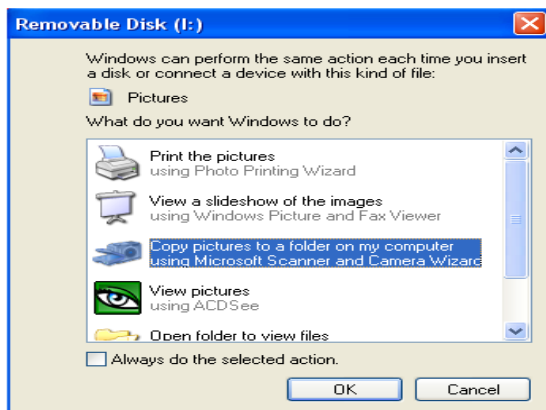 Removable Disk (I:)
Windows can perform the same action each time you insert
a disk or connect a device with this kind of file:
Pictures
What do you want Windows to do?
Print the pictures
using Photo Printing Wizard
View a slideshow of the images
using Windows Picture and Fax Viewer
Copy pictures to a folder on my computer
using Microsoft Scanner and Camera Wizard
View pictures
using ACDSee
Open folder to view files
Always do the selected action.
OK
Cancel